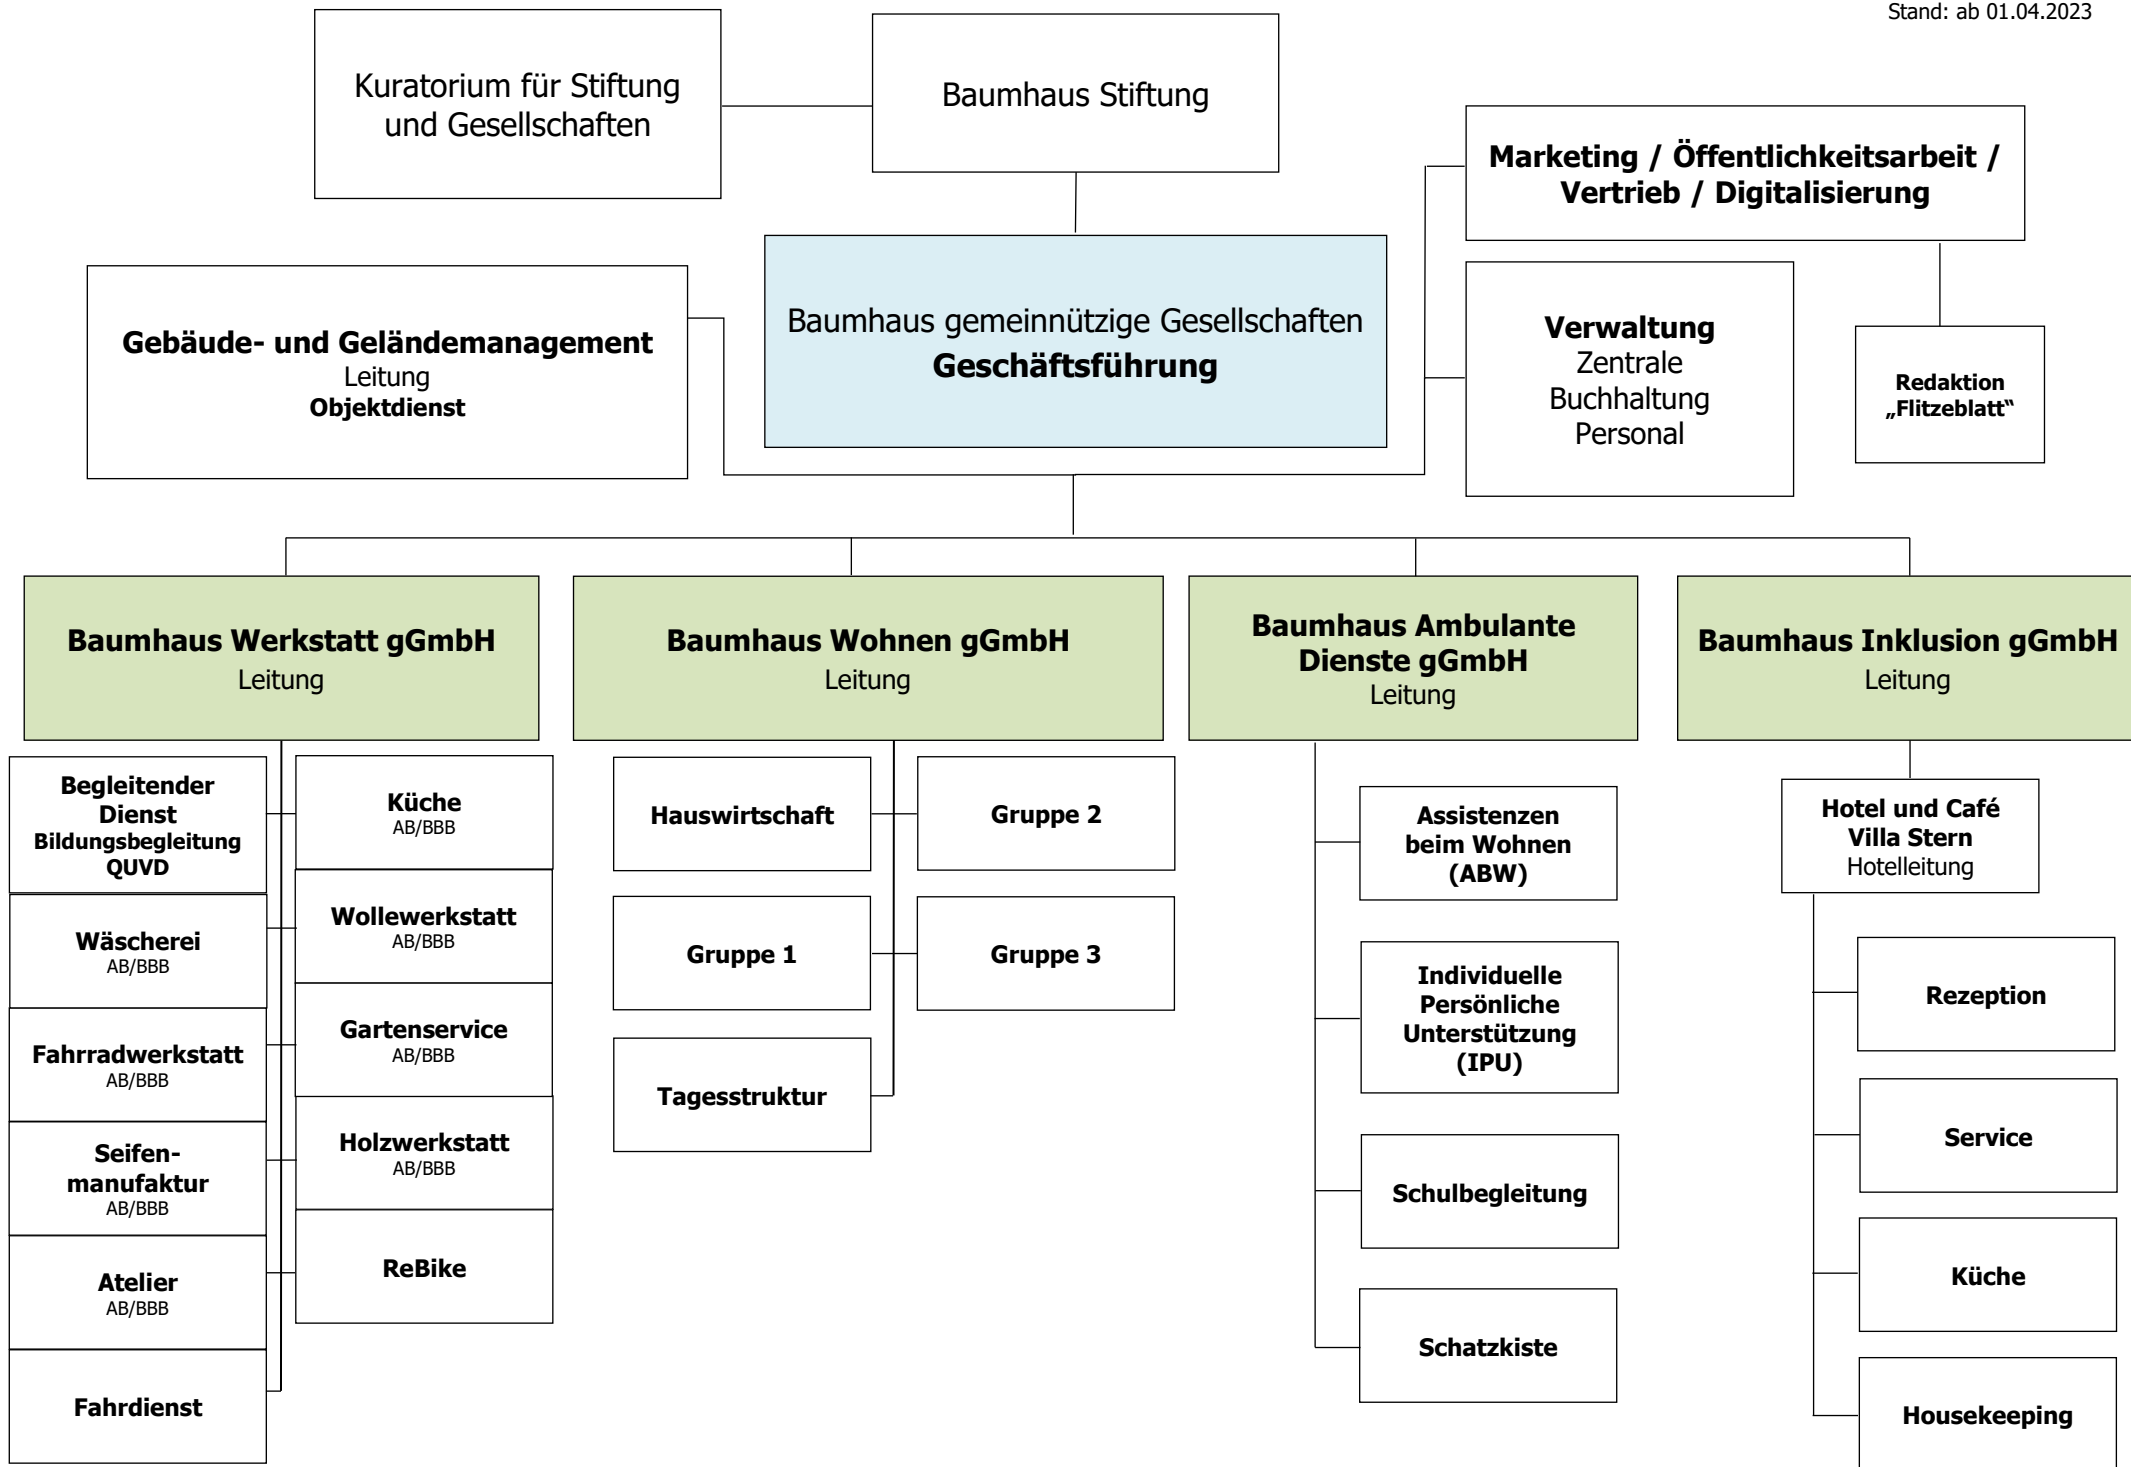 Stand: ab 01.04.2023
Kuratorium für Stiftung
und Gesellschaften
Baumhaus Stiftung
Marketing / Öffentlichkeitsarbeit /
Vertrieb / Digitalisierung
Gebäude- und Geländemanagement
Leitung
Objektdienst
Baumhaus gemeinnützige Gesellschaften
Geschäftsführung
Verwaltung
Zentrale
Buchhaltung
Personal
Redaktion
„Flitzeblatt“
Baumhaus Werkstatt gGmbH
Leitung
Baumhaus Wohnen gGmbH
Leitung
Baumhaus Ambulante
Dienste gGmbH
Leitung
Baumhaus Inklusion gGmbH
Leitung
Begleitender
Dienst
Bildungsbegleitung
QUVD
Küche
AB/BBB
Wäscherei
AB/BBB
Wollewerkstatt
AB/BBB
Fahrradwerkstatt
AB/BBB
Gartenservice
AB/BBB
Seifen-
manufaktur
AB/BBB
Holzwerkstatt
AB/BBB
Atelier
AB/BBB
ReBike
Fahrdienst
Hauswirtschaft
Gruppe 2
Gruppe 1
Gruppe 3
Tagesstruktur
Assistenzen
beim Wohnen
(ABW)
Individuelle
Persönliche
Unterstützung
(IPU)
Schulbegleitung
Schatzkiste
Hotel und Café
Villa Stern
Hotelleitung
Rezeption
Service
Küche
Housekeeping